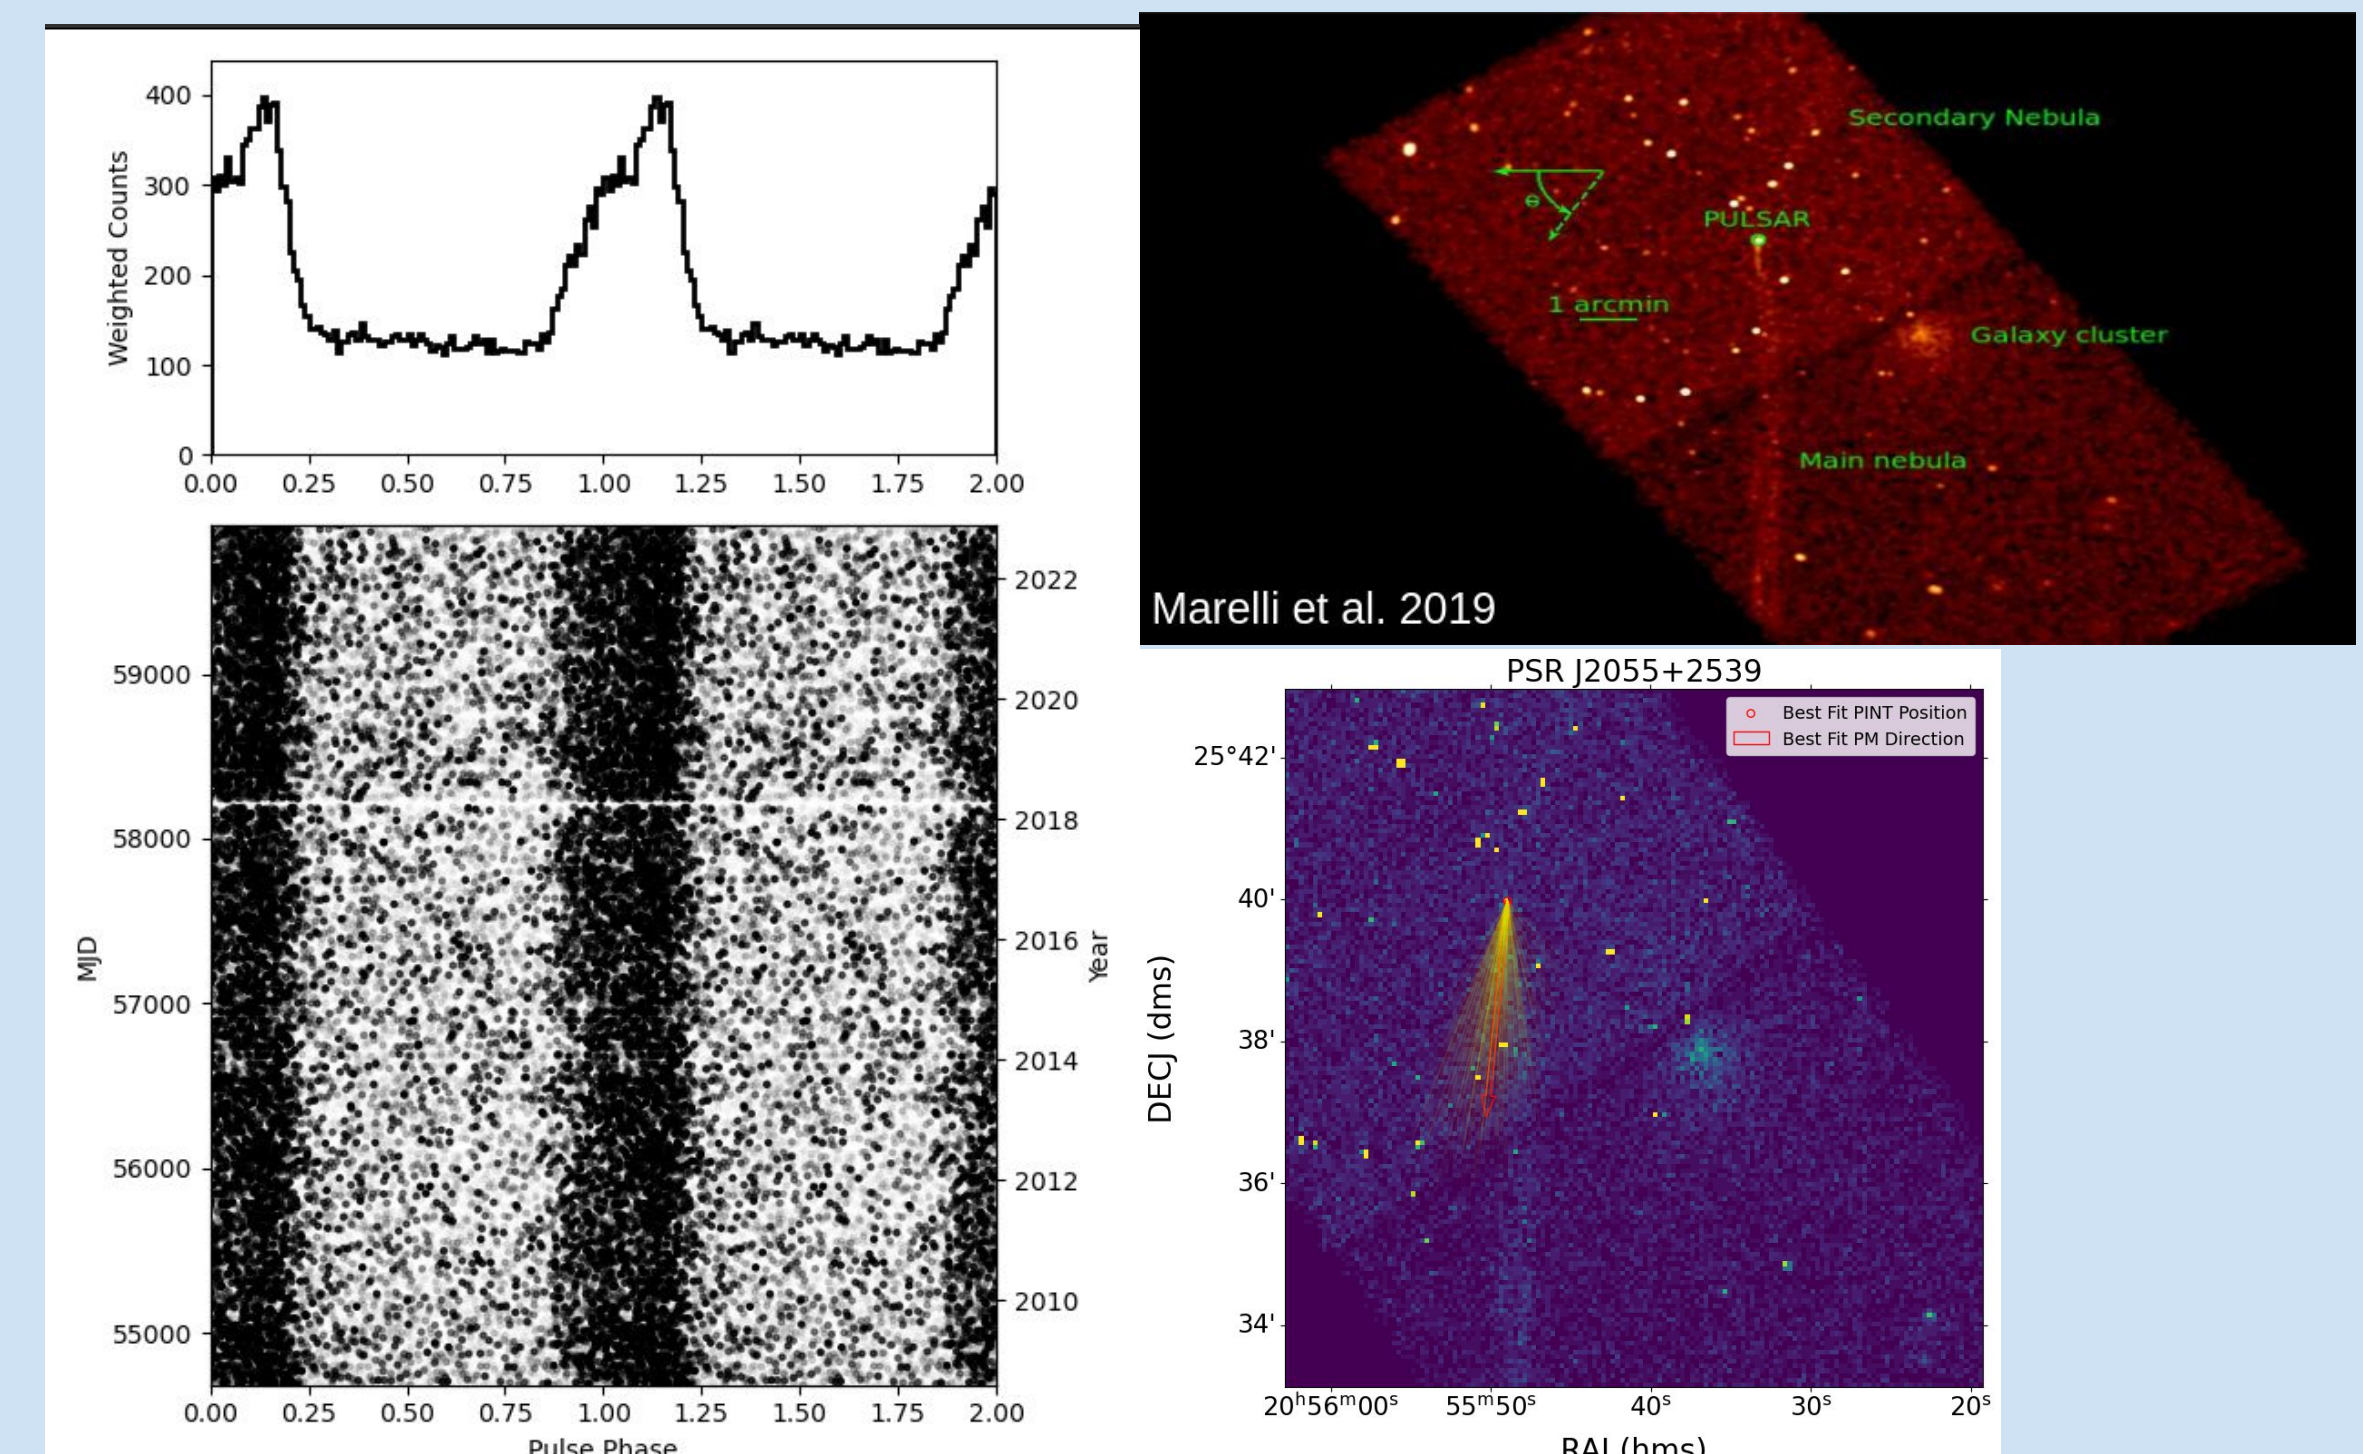 400
300
200
100
0
Weighted Counts
0.00 0.25 0.50 0.75 1.00 1.25 1.50 1.75 2.00
59000
58000
57000
56000
55000
MJD
2022
2020
2018
2016
2014
2012
2010
Year
0.00 0.25 0.50 0.75 1.00 1.25 1.50 1.75 2.00
Pulse Phase
Secondary Nebula
Θ
PULSAR
1 arcmin
Galaxy cluster
Main nebula
Marelli et al. 2019
PSR J2055+2539
Best Fit PINT Position
Best Fit PM Direction
25°42'
40'
38'
36'
34'
DECJ (dms)
20ʰ56ᵐ00ˢ 55ᵐ50ˢ 40ˢ 30ˢ 20ˢ
RAJ (hms)